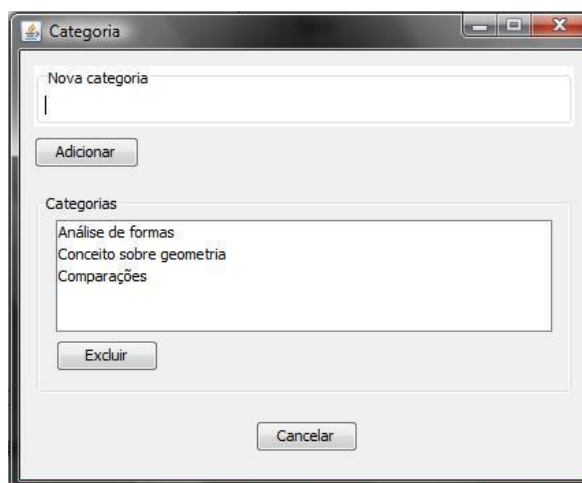 Categoria
Nova categoria
Adicionar
Categorias
Análise de formas
Conceito sobre geometria
Comparações
Excluir
Cancelar